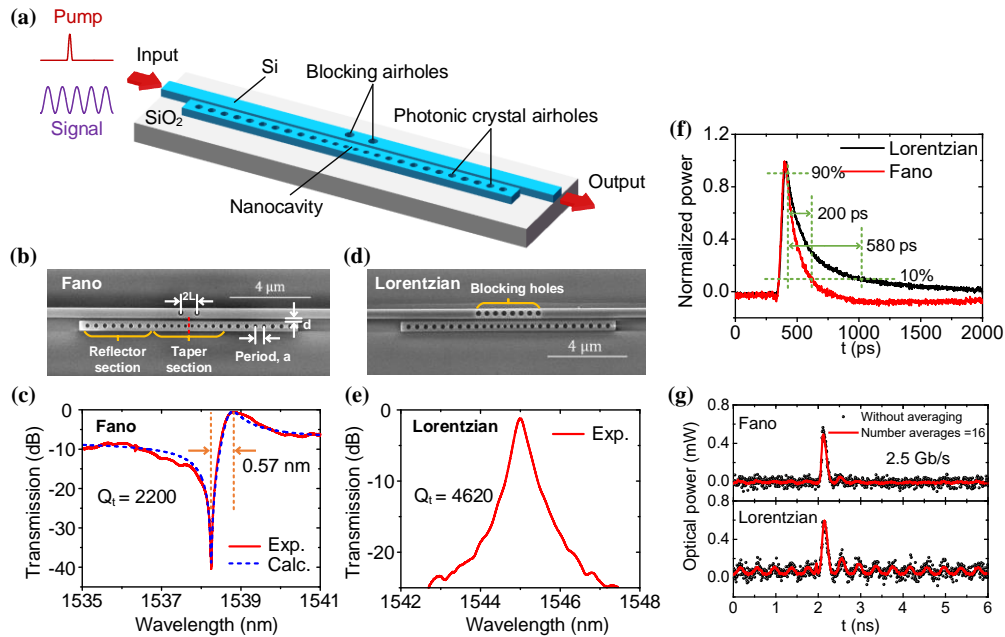 (a)
Pump
Input
Signal
Si
SiO₂
Blocking airholes
Photonic crystal airholes
Nanocavity
Output
(b)
Fano
4 μm
2L
d
Reflector
section
Taper
section
Period, a
(d)
Lorentzian
Blocking holes
4 μm
(c)
Fano
0.57 nm
Qₜ = 2200
Exp.
Calc.
0
-10
-20
-30
-40
Transmission (dB)
1535 1537 1539 1541
Wavelength (nm)
(e)
Lorentzian
Exp.
Qₜ = 4620
0
-10
-20
Transmission (dB)
1542 1544 1546 1548
Wavelength (nm)
(f)
Lorentzian
Fano
90%
200 ps
580 ps
10%
1.2
0.8
0.4
0.0
Normalized power
0 500 1000 1500 2000
t (ps)
(g)
Fano
Without averaging
Number averages =16
2.5 Gb/s
0.8
0.4
0.0
Lorentzian
0.8
0.4
0.0
Optical power (mW)
0 1 2 3 4 5 6
t (ns)